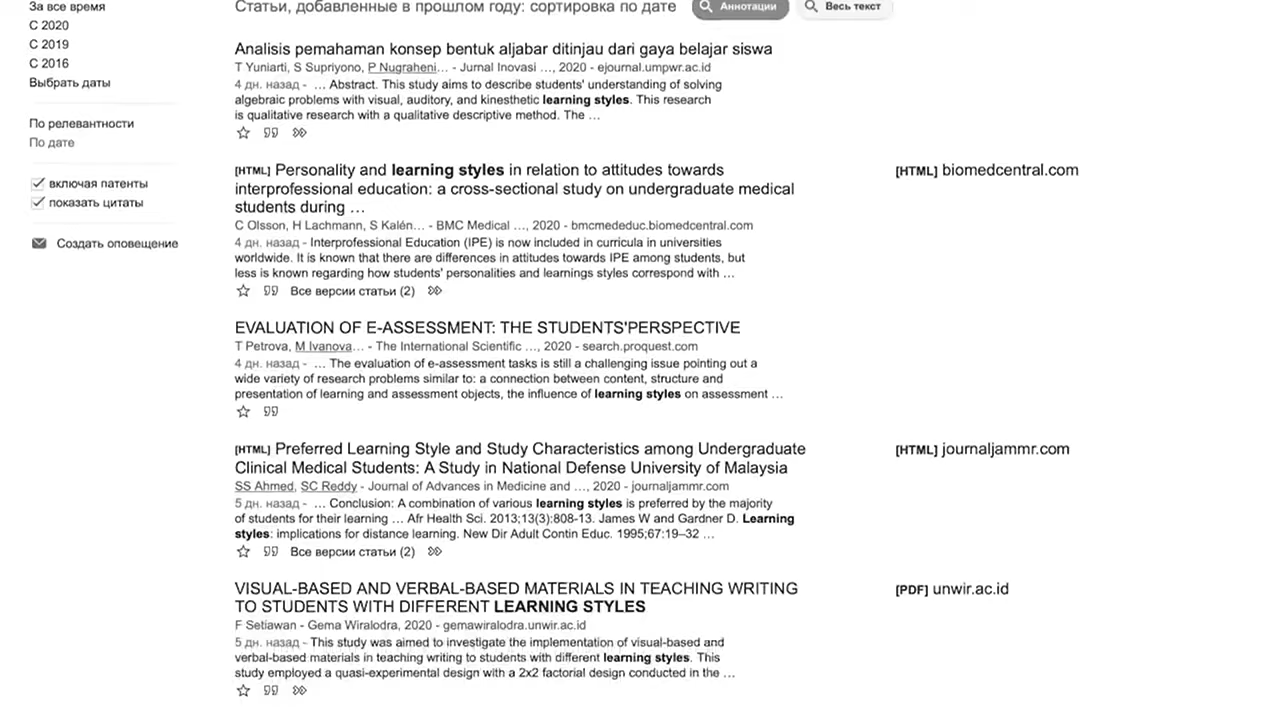 За все время
С 2020
С 2019
С 2016
Выбрать даты
По релевантности
По дате
включая патенты
показать цитаты
Создать оповещение
Статьи, добавленные в прошлом году: сортировка по дате
Аннотации
Весь текст
Analisis pemahaman konsep bentuk aljabar ditinjau dari gaya belajar siswa
T Yuniarti, S Supriyono, P Nugraheni... - Jurnal Inovasi ..., 2020 - ejournal.umpwr.ac.id
4 дн. назад - ... Abstract. This study aims to describe students' understanding of solving
algebraic problems with visual, auditory, and kinesthetic learning styles. This research
is qualitative research with a qualitative descriptive method. The ...
[HTML] Personality and learning styles in relation to attitudes towards
interprofessional education: a cross-sectional study on undergraduate medical
students during ...
C Olsson, H Lachmann, S Kalén... - BMC Medical ..., 2020 - bmcmededuc.biomedcentral.com
4 дн. назад - Interprofessional Education (IPE) is now included in curricula in universities
worldwide. It is known that there are differences in attitudes towards IPE among students, but
less is known regarding how students' personalities and learnings styles correspond with ...
Все версии статьи (2)
[HTML] biomedcentral.com
EVALUATION OF E-ASSESSMENT: THE STUDENTS'PERSPECTIVE
T Petrova, M Ivanova... - The International Scientific ..., 2020 - search.proquest.com
4 дн. назад - ... The evaluation of e-assessment tasks is still a challenging issue pointing out a
wide variety of research problems similar to: a connection between content, structure and
presentation of learning and assessment objects, the influence of learning styles on assessment ...
[HTML] Preferred Learning Style and Study Characteristics among Undergraduate
Clinical Medical Students: A Study in National Defense University of Malaysia
SS Ahmed, SC Reddy - Journal of Advances in Medicine and ..., 2020 - journaljammr.com
5 дн. назад - ... Conclusion: A combination of various learning styles is preferred by the majority
of students for their learning ... Afr Health Sci. 2013;13(3):808-13. James W and Gardner D. Learning
styles: implications for distance learning. New Dir Adult Contin Educ. 1995;67:19–32 ...
Все версии статьи (2)
[HTML] journaljammr.com
VISUAL-BASED AND VERBAL-BASED MATERIALS IN TEACHING WRITING
TO STUDENTS WITH DIFFERENT LEARNING STYLES
F Setiawan - Gema Wiralodra, 2020 - gemawiralodra.unwir.ac.id
5 дн. назад - This study was aimed to investigate the implementation of visual-based and
verbal-based materials in teaching writing to students with different learning styles. This
study employed a quasi-experimental design with a 2x2 factorial design conducted in the ...
[PDF] unwir.ac.id